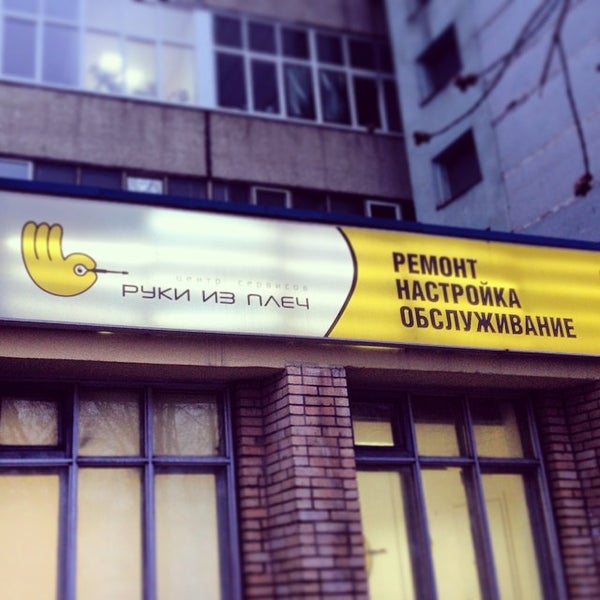 центр сервисов
РУКИ ИЗ ПЛЕЧ
РЕМОНТ
НАСТРОЙКА
ОБСЛУЖИВАНИЕ